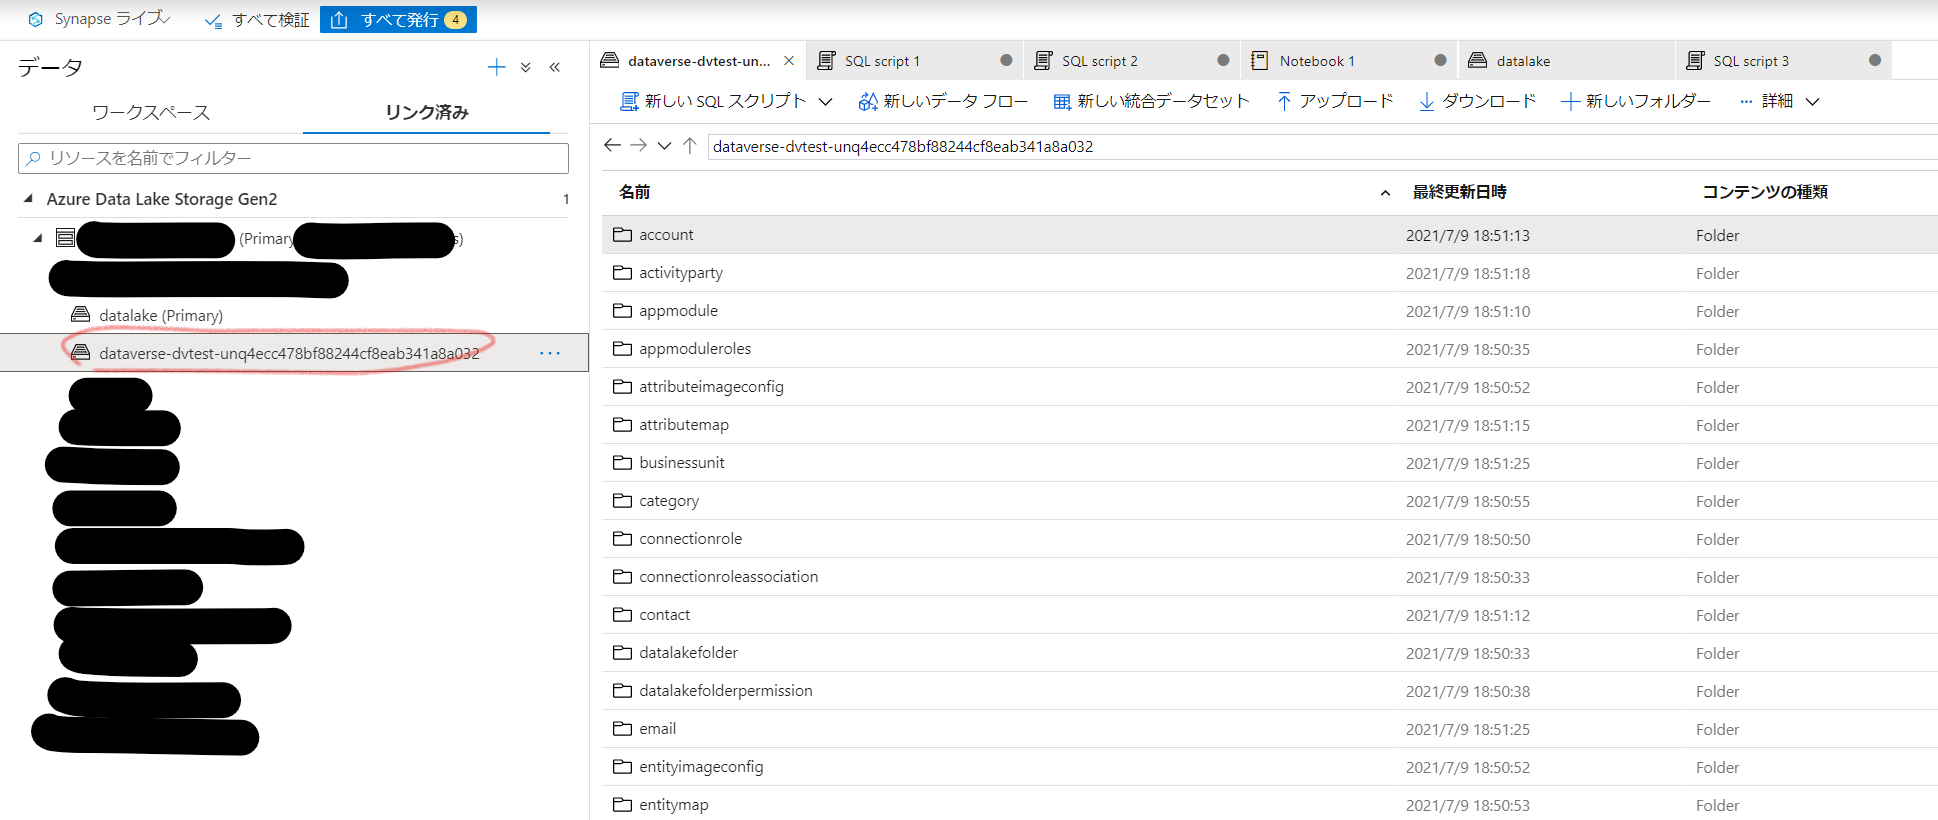 Synapse ライブ すべて検証 すべて発行 4
データ
ワークスペース リンク済み
リソースを名前でフィルター
Azure Data Lake Storage Gen2 1
(Primary s)
datalake (Primary)
dataverse-dvtest-unq4ecc478bf88244cf8eab341a8a032 ...
dataverse-dvtest-un... SQL script 1 SQL script 2 Notebook 1 datalake SQL script 3
新しい SQL スクリプト 新しいデータ フロー 新しい統合データセット アップロード ダウンロード 新しいフォルダー ... 詳細
dataverse-dvtest-unq4ecc478bf88244cf8eab341a8a032
名前 最終更新日時 コンテンツの種類
account 2021/7/9 18:51:13 Folder
activityparty 2021/7/9 18:51:18 Folder
appmodule 2021/7/9 18:51:10 Folder
appmoduleroles 2021/7/9 18:50:35 Folder
attributeimageconfig 2021/7/9 18:50:52 Folder
attributemap 2021/7/9 18:51:15 Folder
businessunit 2021/7/9 18:51:25 Folder
category 2021/7/9 18:50:55 Folder
connectionrole 2021/7/9 18:50:50 Folder
connectionroleassociation 2021/7/9 18:50:33 Folder
contact 2021/7/9 18:51:12 Folder
datalakefolder 2021/7/9 18:50:33 Folder
datalakefolderpermission 2021/7/9 18:50:38 Folder
email 2021/7/9 18:51:25 Folder
entityimageconfig 2021/7/9 18:50:52 Folder
entitymap 2021/7/9 18:50:53 Folder